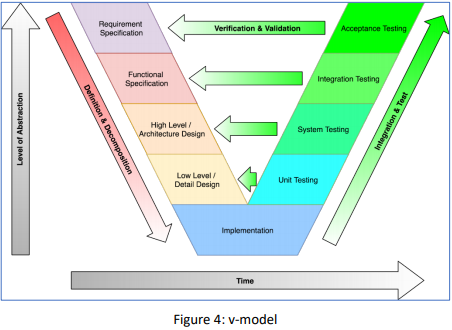 Requirement
Specification
Verification & Validation
Acceptance Testing
Functional
Specification
Integration Testing
High Level /
Architecture Design
System Testing
Low Level /
Detail Design
Unit Testing
Implementation
Level of Abstraction
Definition & Decomposition
Integration & Test
Time
Figure 4: v-model